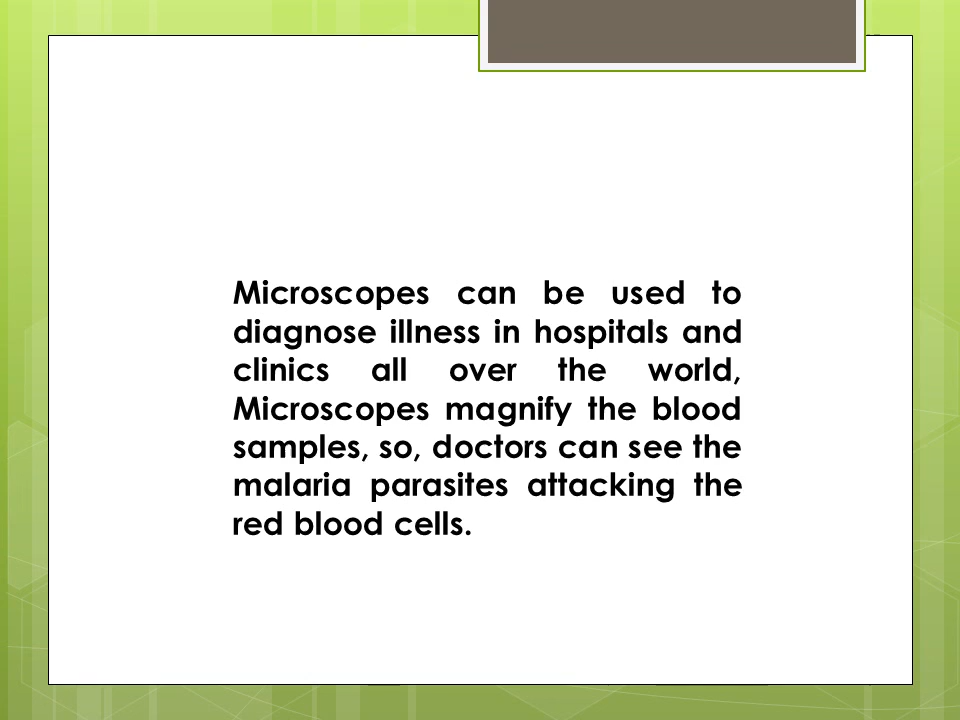 Microscopes can be used to
diagnose illness in hospitals and
clinics all over the world,
Microscopes magnify the blood
samples, so, doctors can see the
malaria parasites attacking the
red blood cells.